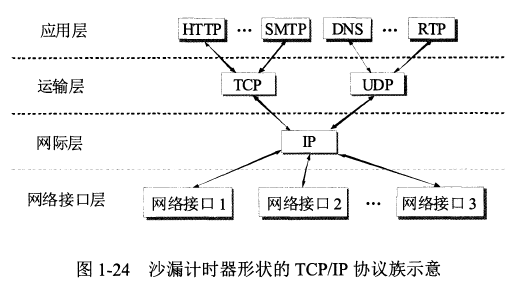 应用层 HTTP … SMTP DNS … RTP
运输层 TCP UDP
网际层 IP
网络接口层 网络接口 1 网络接口 2 … 网络接口 3
图 1-24 沙漏计时器形状的 TCP/IP 协议族示意